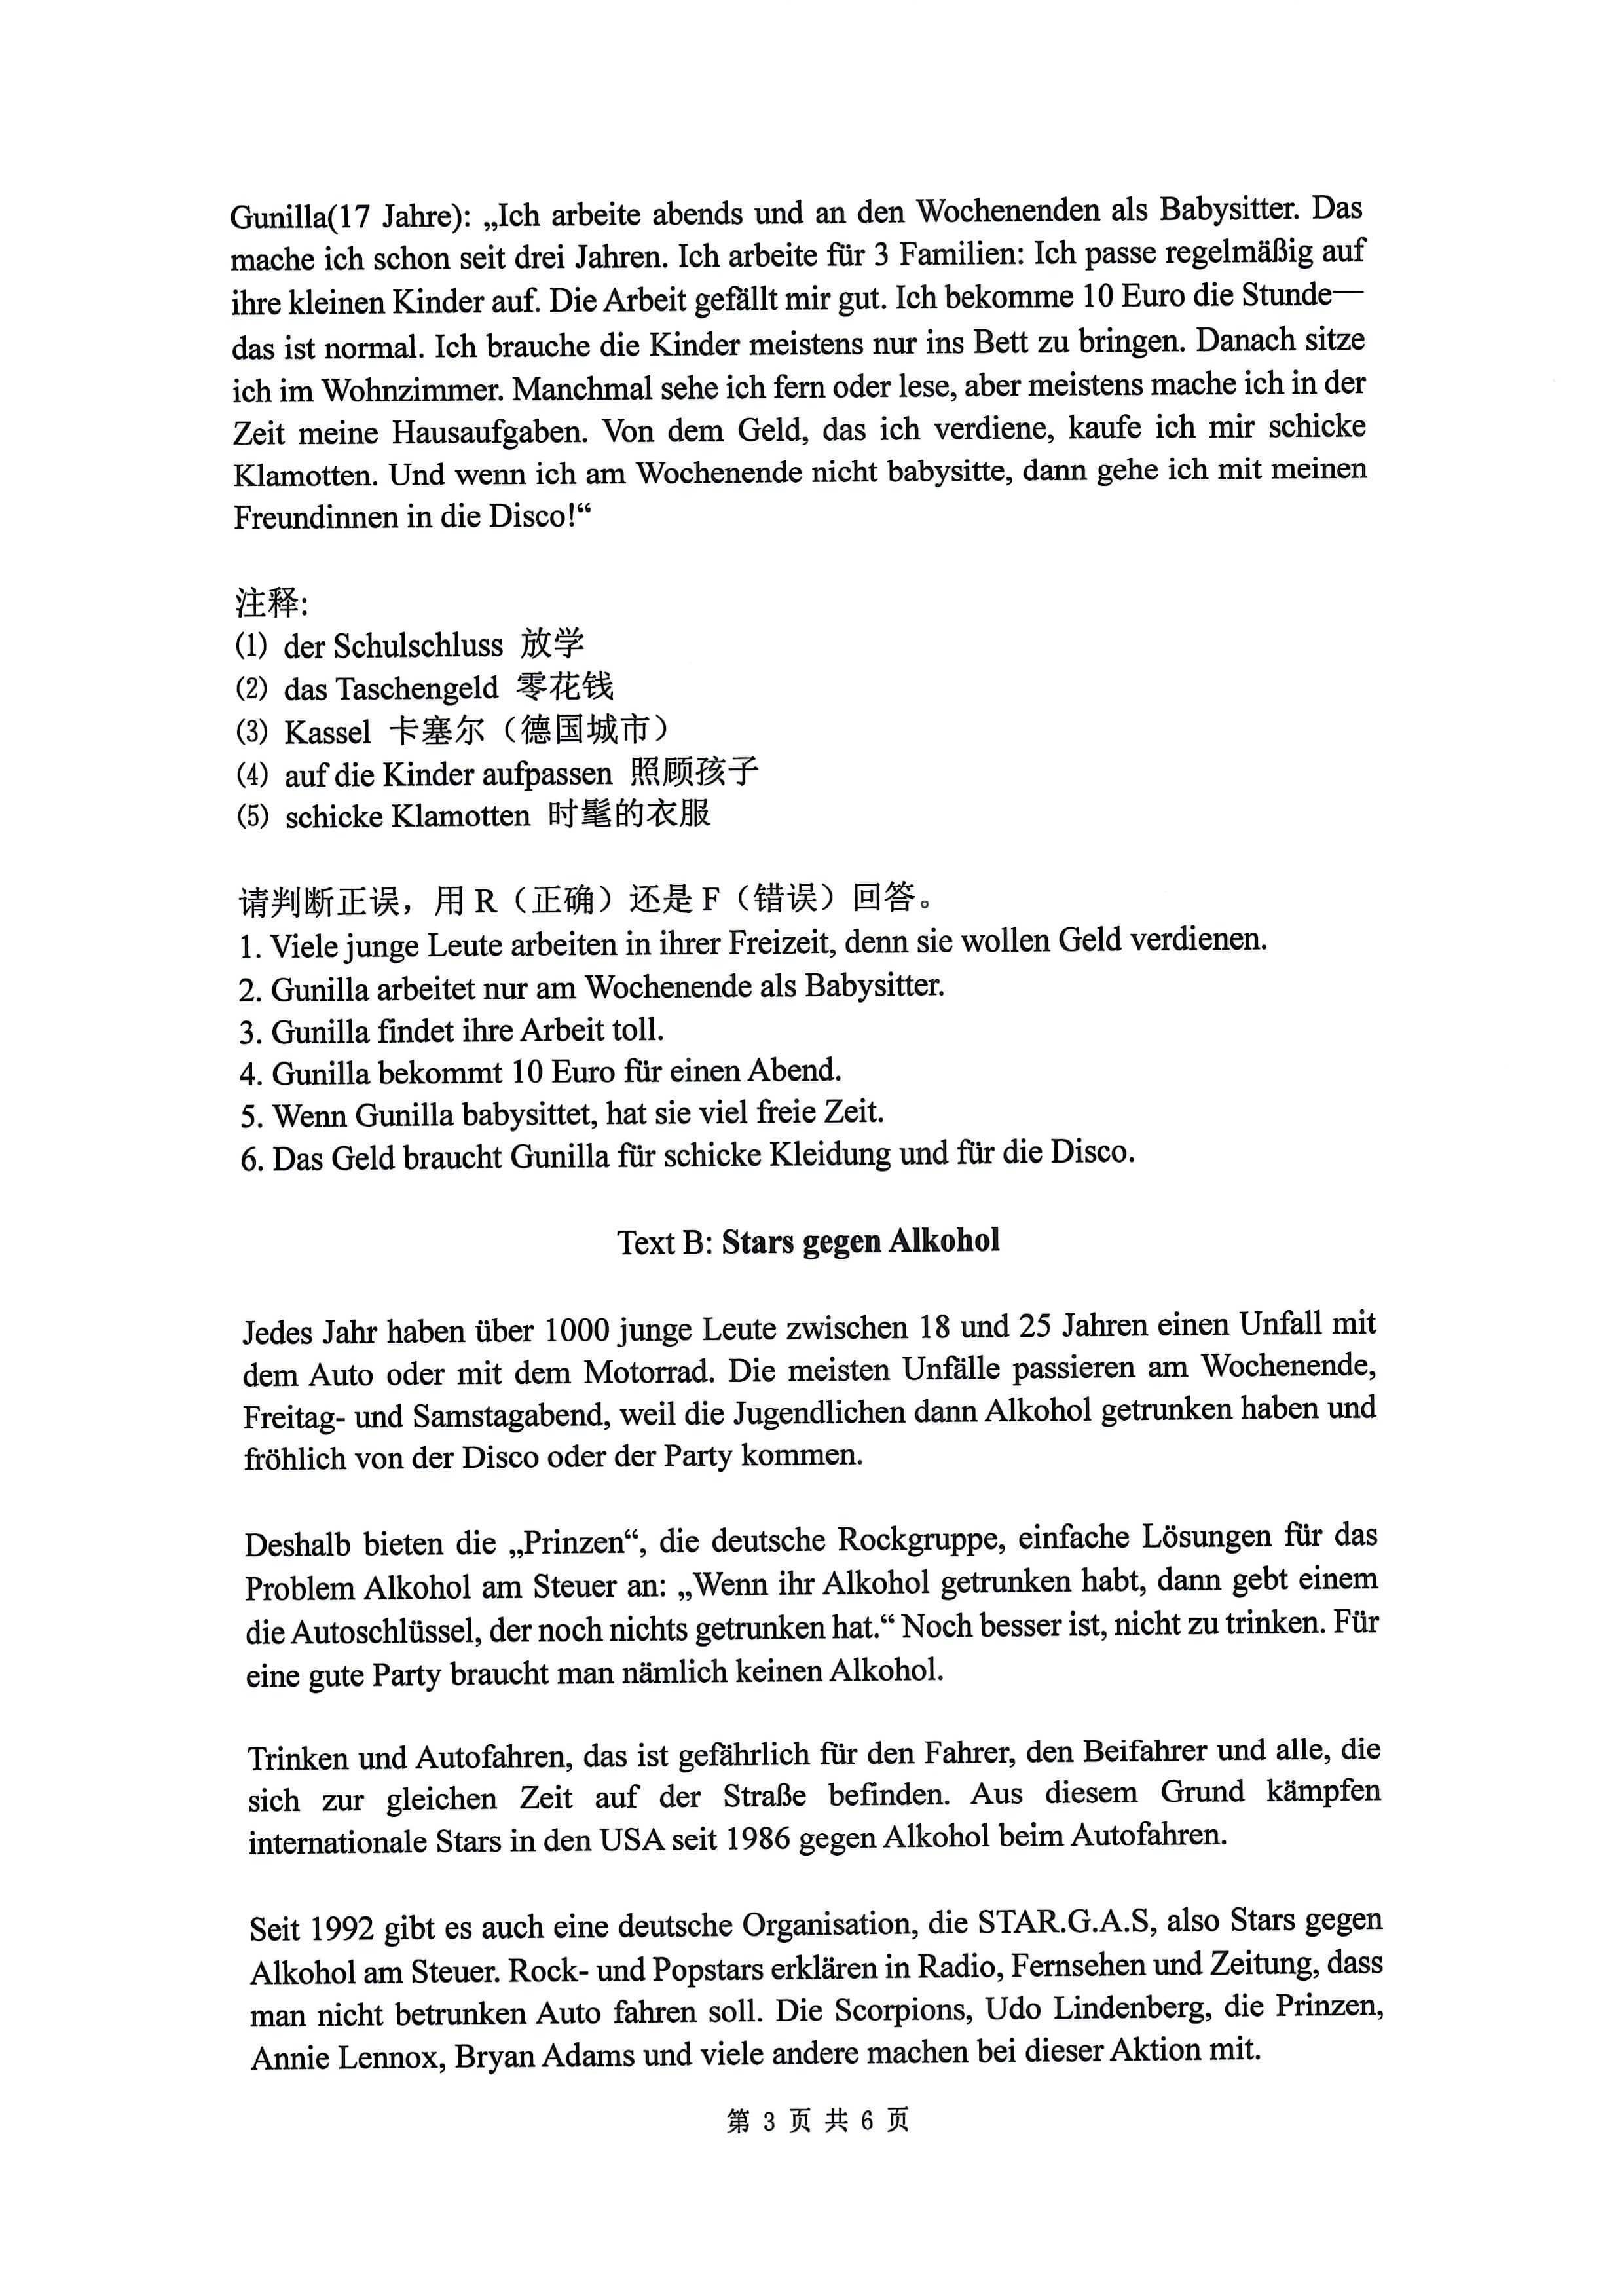 Gunilla(17 Jahre): „Ich arbeite abends und an den Wochenenden als Babysitter. Das
mache ich schon seit drei Jahren. Ich arbeite für 3 Familien: Ich passe regelmäßig auf
ihre kleinen Kinder auf. Die Arbeit gefällt mir gut. Ich bekomme 10 Euro die Stunde—
das ist normal. Ich brauche die Kinder meistens nur ins Bett zu bringen. Danach sitze
ich im Wohnzimmer. Manchmal sehe ich fern oder lese, aber meistens mache ich in der
Zeit meine Hausaufgaben. Von dem Geld, das ich verdiene, kaufe ich mir schicke
Klamotten. Und wenn ich am Wochenende nicht babysitte, dann gehe ich mit meinen
Freundinnen in die Disco!“
注释:
⑴ der Schulschluss 放学
⑵ das Taschengeld 零花钱
⑶ Kassel 卡塞尔（德国城市）
⑷ auf die Kinder aufpassen 照顾孩子
⑸ schicke Klamotten 时髦的衣服
请判断正误，用 R（正确）还是 F（错误）回答。
1. Viele junge Leute arbeiten in ihrer Freizeit, denn sie wollen Geld verdienen.
2. Gunilla arbeitet nur am Wochenende als Babysitter.
3. Gunilla findet ihre Arbeit toll.
4. Gunilla bekommt 10 Euro für einen Abend.
5. Wenn Gunilla babysittet, hat sie viel freie Zeit.
6. Das Geld braucht Gunilla für schicke Kleidung und für die Disco.
Text B: Stars gegen Alkohol
Jedes Jahr haben über 1000 junge Leute zwischen 18 und 25 Jahren einen Unfall mit
dem Auto oder mit dem Motorrad. Die meisten Unfälle passieren am Wochenende,
Freitag- und Samstagabend, weil die Jugendlichen dann Alkohol getrunken haben und
fröhlich von der Disco oder der Party kommen.
Deshalb bieten die „Prinzen“, die deutsche Rockgruppe, einfache Lösungen für das
Problem Alkohol am Steuer an: „Wenn ihr Alkohol getrunken habt, dann gebt einem
die Autoschlüssel, der noch nichts getrunken hat.“ Noch besser ist, nicht zu trinken. Für
eine gute Party braucht man nämlich keinen Alkohol.
Trinken und Autofahren, das ist gefährlich für den Fahrer, den Beifahrer und alle, die
sich zur gleichen Zeit auf der Straße befinden. Aus diesem Grund kämpfen
internationale Stars in den USA seit 1986 gegen Alkohol beim Autofahren.
Seit 1992 gibt es auch eine deutsche Organisation, die STAR.G.A.S, also Stars gegen
Alkohol am Steuer. Rock- und Popstars erklären in Radio, Fernsehen und Zeitung, dass
man nicht betrunken Auto fahren soll. Die Scorpions, Udo Lindenberg, die Prinzen,
Annie Lennox, Bryan Adams und viele andere machen bei dieser Aktion mit.
第 3 页 共 6 页